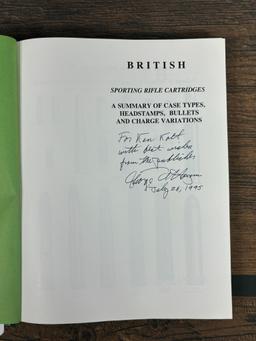 BRITISH
SPORTING RIFLE CARTRIDGES
A SUMMARY OF CASE TYPES,
HEADSTAMPS, BULLETS
AND CHARGE VARIATIONS
For Ken
with best wishes
from the publisher
July 28, 1995